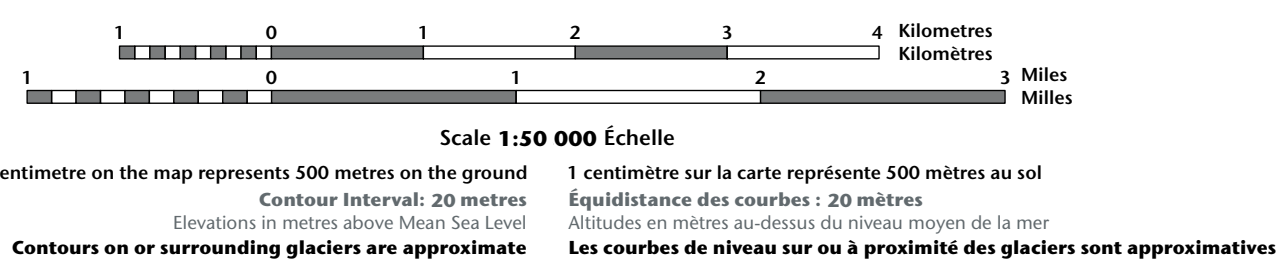 1 0 1 2 3 4 Kilometres
Kilomètres
1 0 1 2 3 Miles
Milles
Scale 1:50 000 Échelle
entimetre on the map represents 500 metres on the ground
Contour Interval: 20 metres
Elevations in metres above Mean Sea Level
Contours on or surrounding glaciers are approximate
1 centimètre sur la carte représente 500 mètres au sol
Équidistance des courbes : 20 mètres
Altitudes en mètres au-dessus du niveau moyen de la mer
Les courbes de niveau sur ou à proximité des glaciers sont approximatives